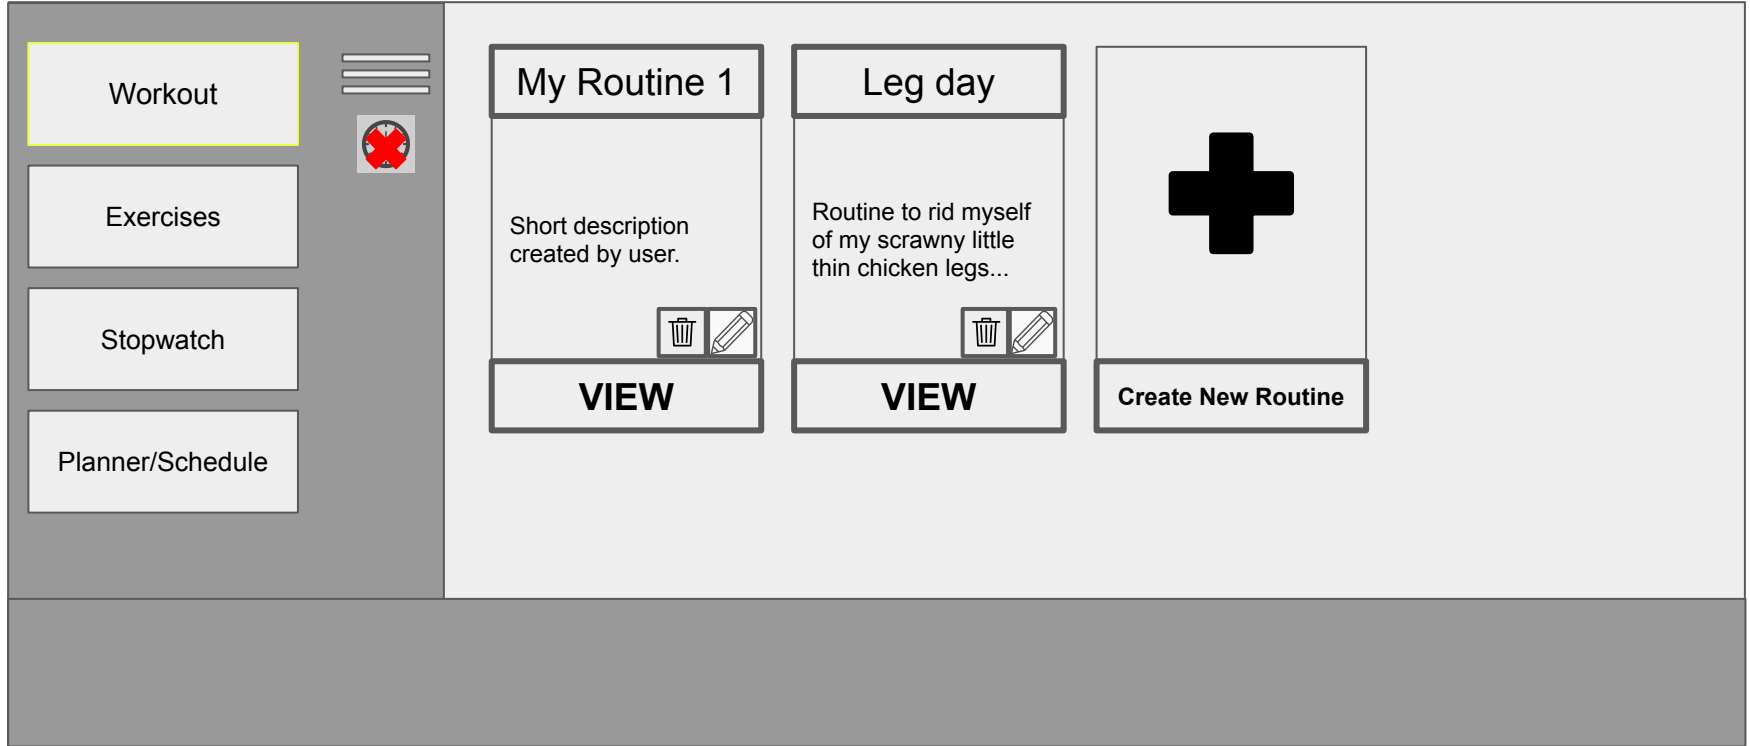 Workout
Exercises
Stopwatch
Planner/Schedule
My Routine 1
Short description
created by user.
VIEW
Leg day
Routine to rid myself
of my scrawny little
thin chicken legs...
VIEW
Create New Routine